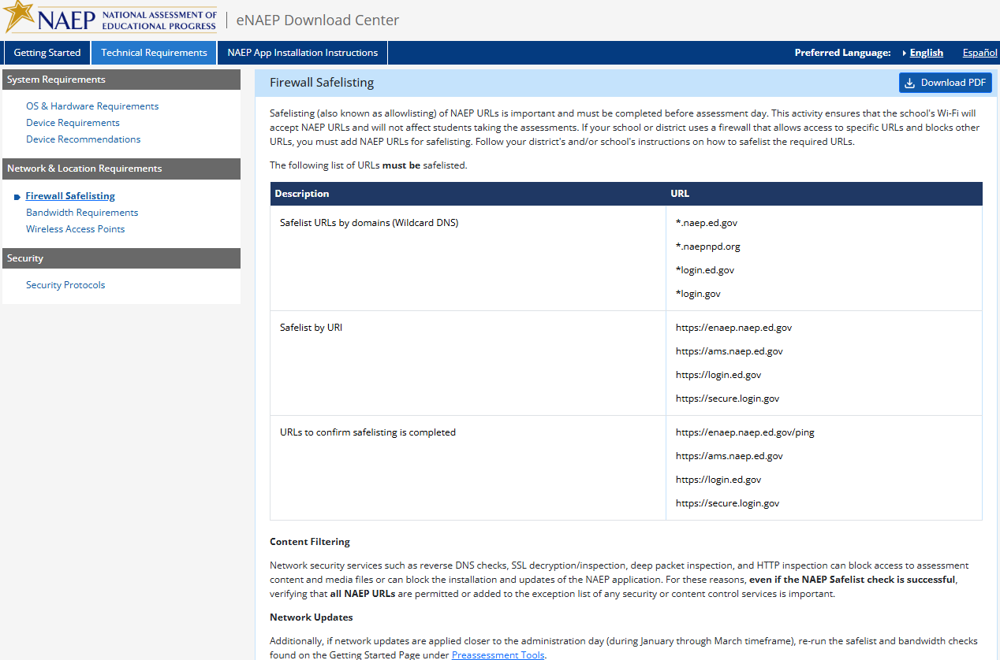 NAEP NATIONAL ASSESSMENT OF
EDUCATIONAL PROGRESS
eNAEP Download Center
Getting Started Technical Requirements NAEP App Installation Instructions Preferred Language: English Español
System Requirements
OS & Hardware Requirements
Device Requirements
Device Recommendations
Network & Location Requirements
Firewall Safelisting
Bandwidth Requirements
Wireless Access Points
Security
Security Protocols
Firewall Safelisting Download PDF
Safelisting (also known as allowlisting) of NAEP URLs is important and must be completed before assessment day. This activity ensures that the school's Wi-Fi will
accept NAEP URLs and will not affect students taking the assessments. If your school or district uses a firewall that allows access to specific URLs and blocks other
URLs, you must add NAEP URLs for safelisting. Follow your district's and/or school's instructions on how to safelist the required URLs.
The following list of URLs must be safelisted.
Description URL
Safelist URLs by domains (Wildcard DNS) *.naep.ed.gov
*.naepnpd.org
*login.ed.gov
*login.gov
Safelist by URI https://enaep.naep.ed.gov
https://ams.naep.ed.gov
https://login.ed.gov
https://secure.login.gov
URLs to confirm safelisting is completed https://enaep.naep.ed.gov/ping
https://ams.naep.ed.gov
https://login.ed.gov
https://secure.login.gov
Content Filtering
Network security services such as reverse DNS checks, SSL decryption/inspection, deep packet inspection, and HTTP inspection can block access to assessment
content and media files or can block the installation and updates of the NAEP application. For these reasons, even if the NAEP Safelist check is successful,
verifying that all NAEP URLs are permitted or added to the exception list of any security or content control services is important.
Network Updates
Additionally, if network updates are applied closer to the administration day (during January through March timeframe), re-run the safelist and bandwidth checks
found on the Getting Started Page under Preassessment Tools.